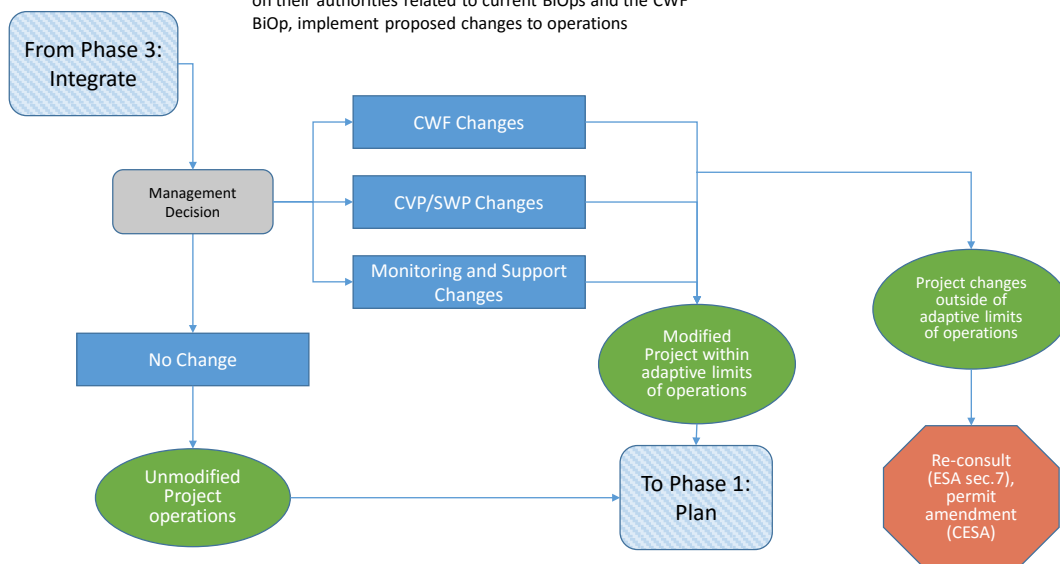 on their authorities related to current BiOps and the CWF
BiOp, implement proposed changes to operations
From Phase 3:
Integrate
CWF Changes
Management
Decision
CVP/SWP Changes
Monitoring and Support
Changes
Project changes
outside of
adaptive limits
of operations
No Change
Modified
Project within
adaptive limits
of operations
Unmodified
Project
operations
To Phase 1:
Plan
Re-consult
(ESA sec.7),
permit
amendment
(CESA)